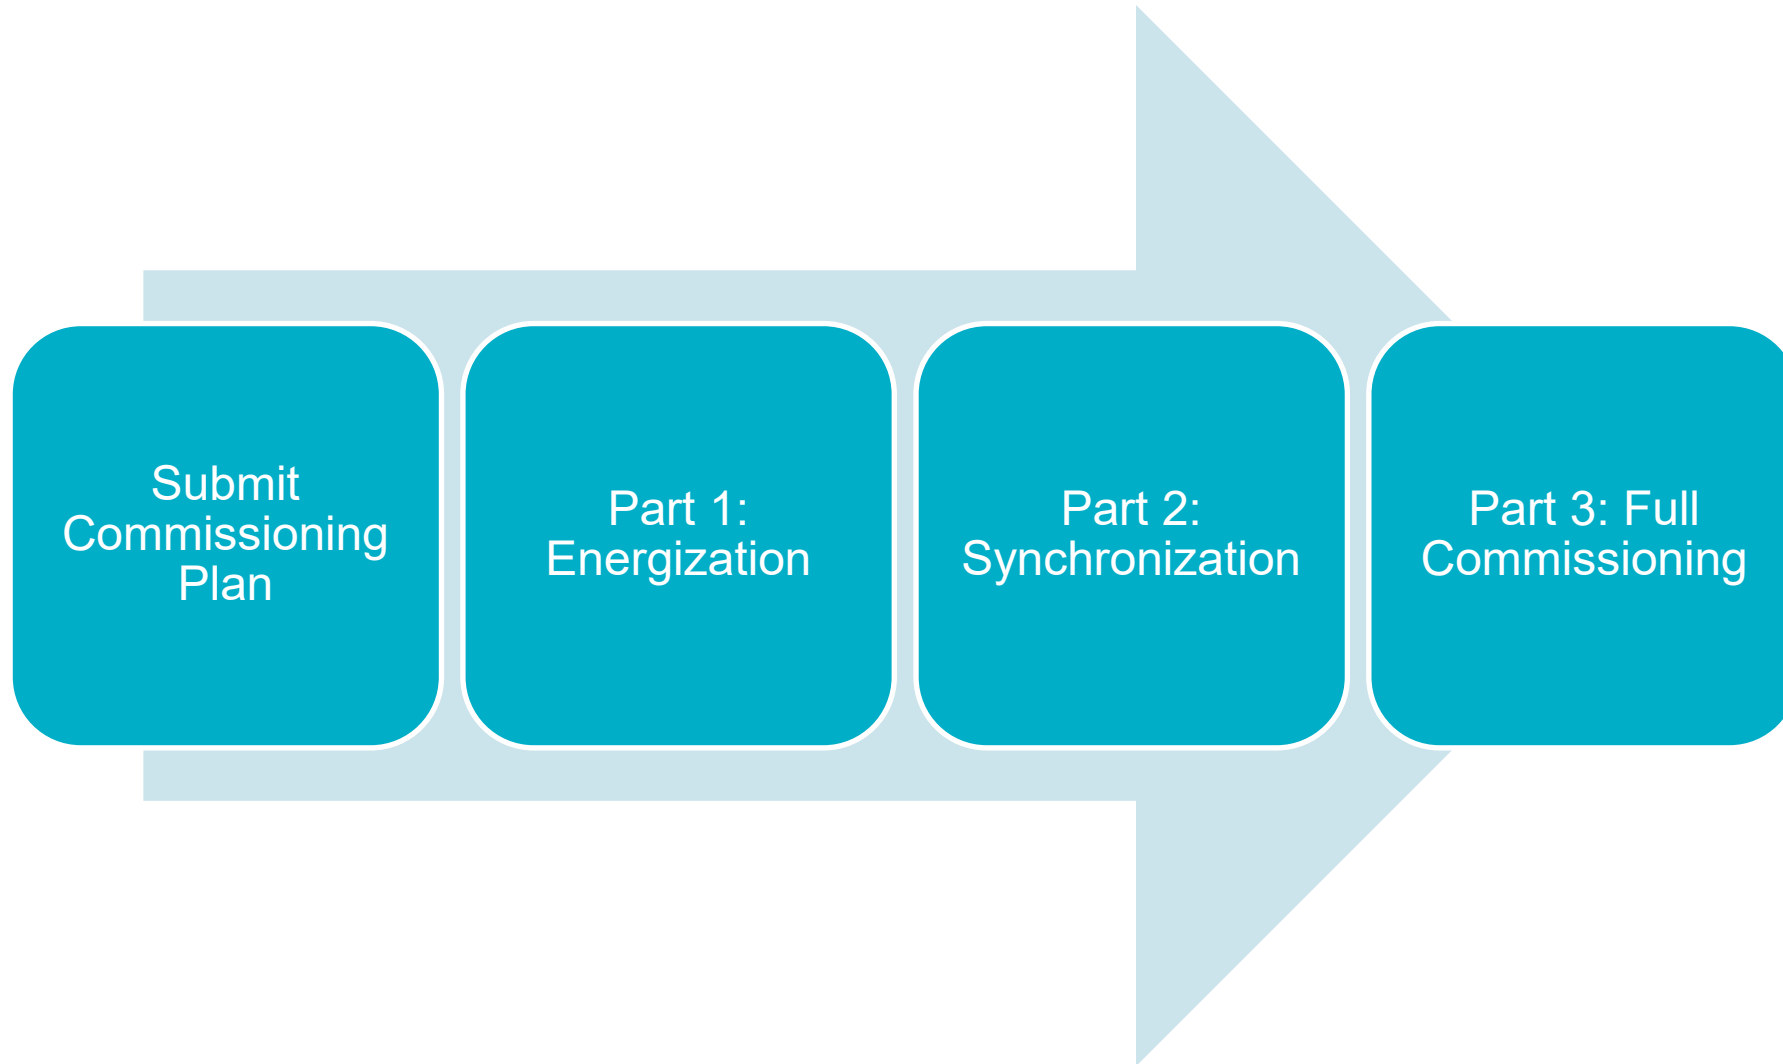 Submit
Commissioning
Plan
Part 1:
Energization
Part 2:
Synchronization
Part 3: Full
Commissioning